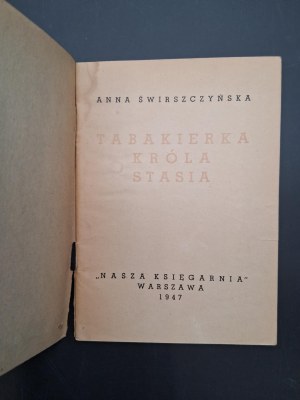 ANNA ŚWIRSZCZYŃSKA
TABAKIERKA
KRÓLA
STASIA
„NASZA KSIĘGARNIA"
WARSZAWA
1947